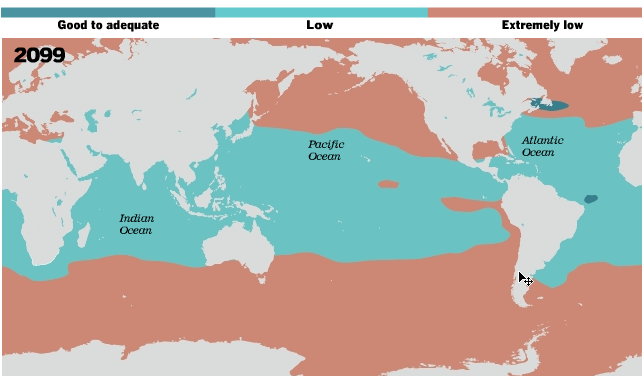 Good to adequate
Low
Extremely low
2099
Pacific
Ocean
Atlantic
Ocean
Indian
Ocean